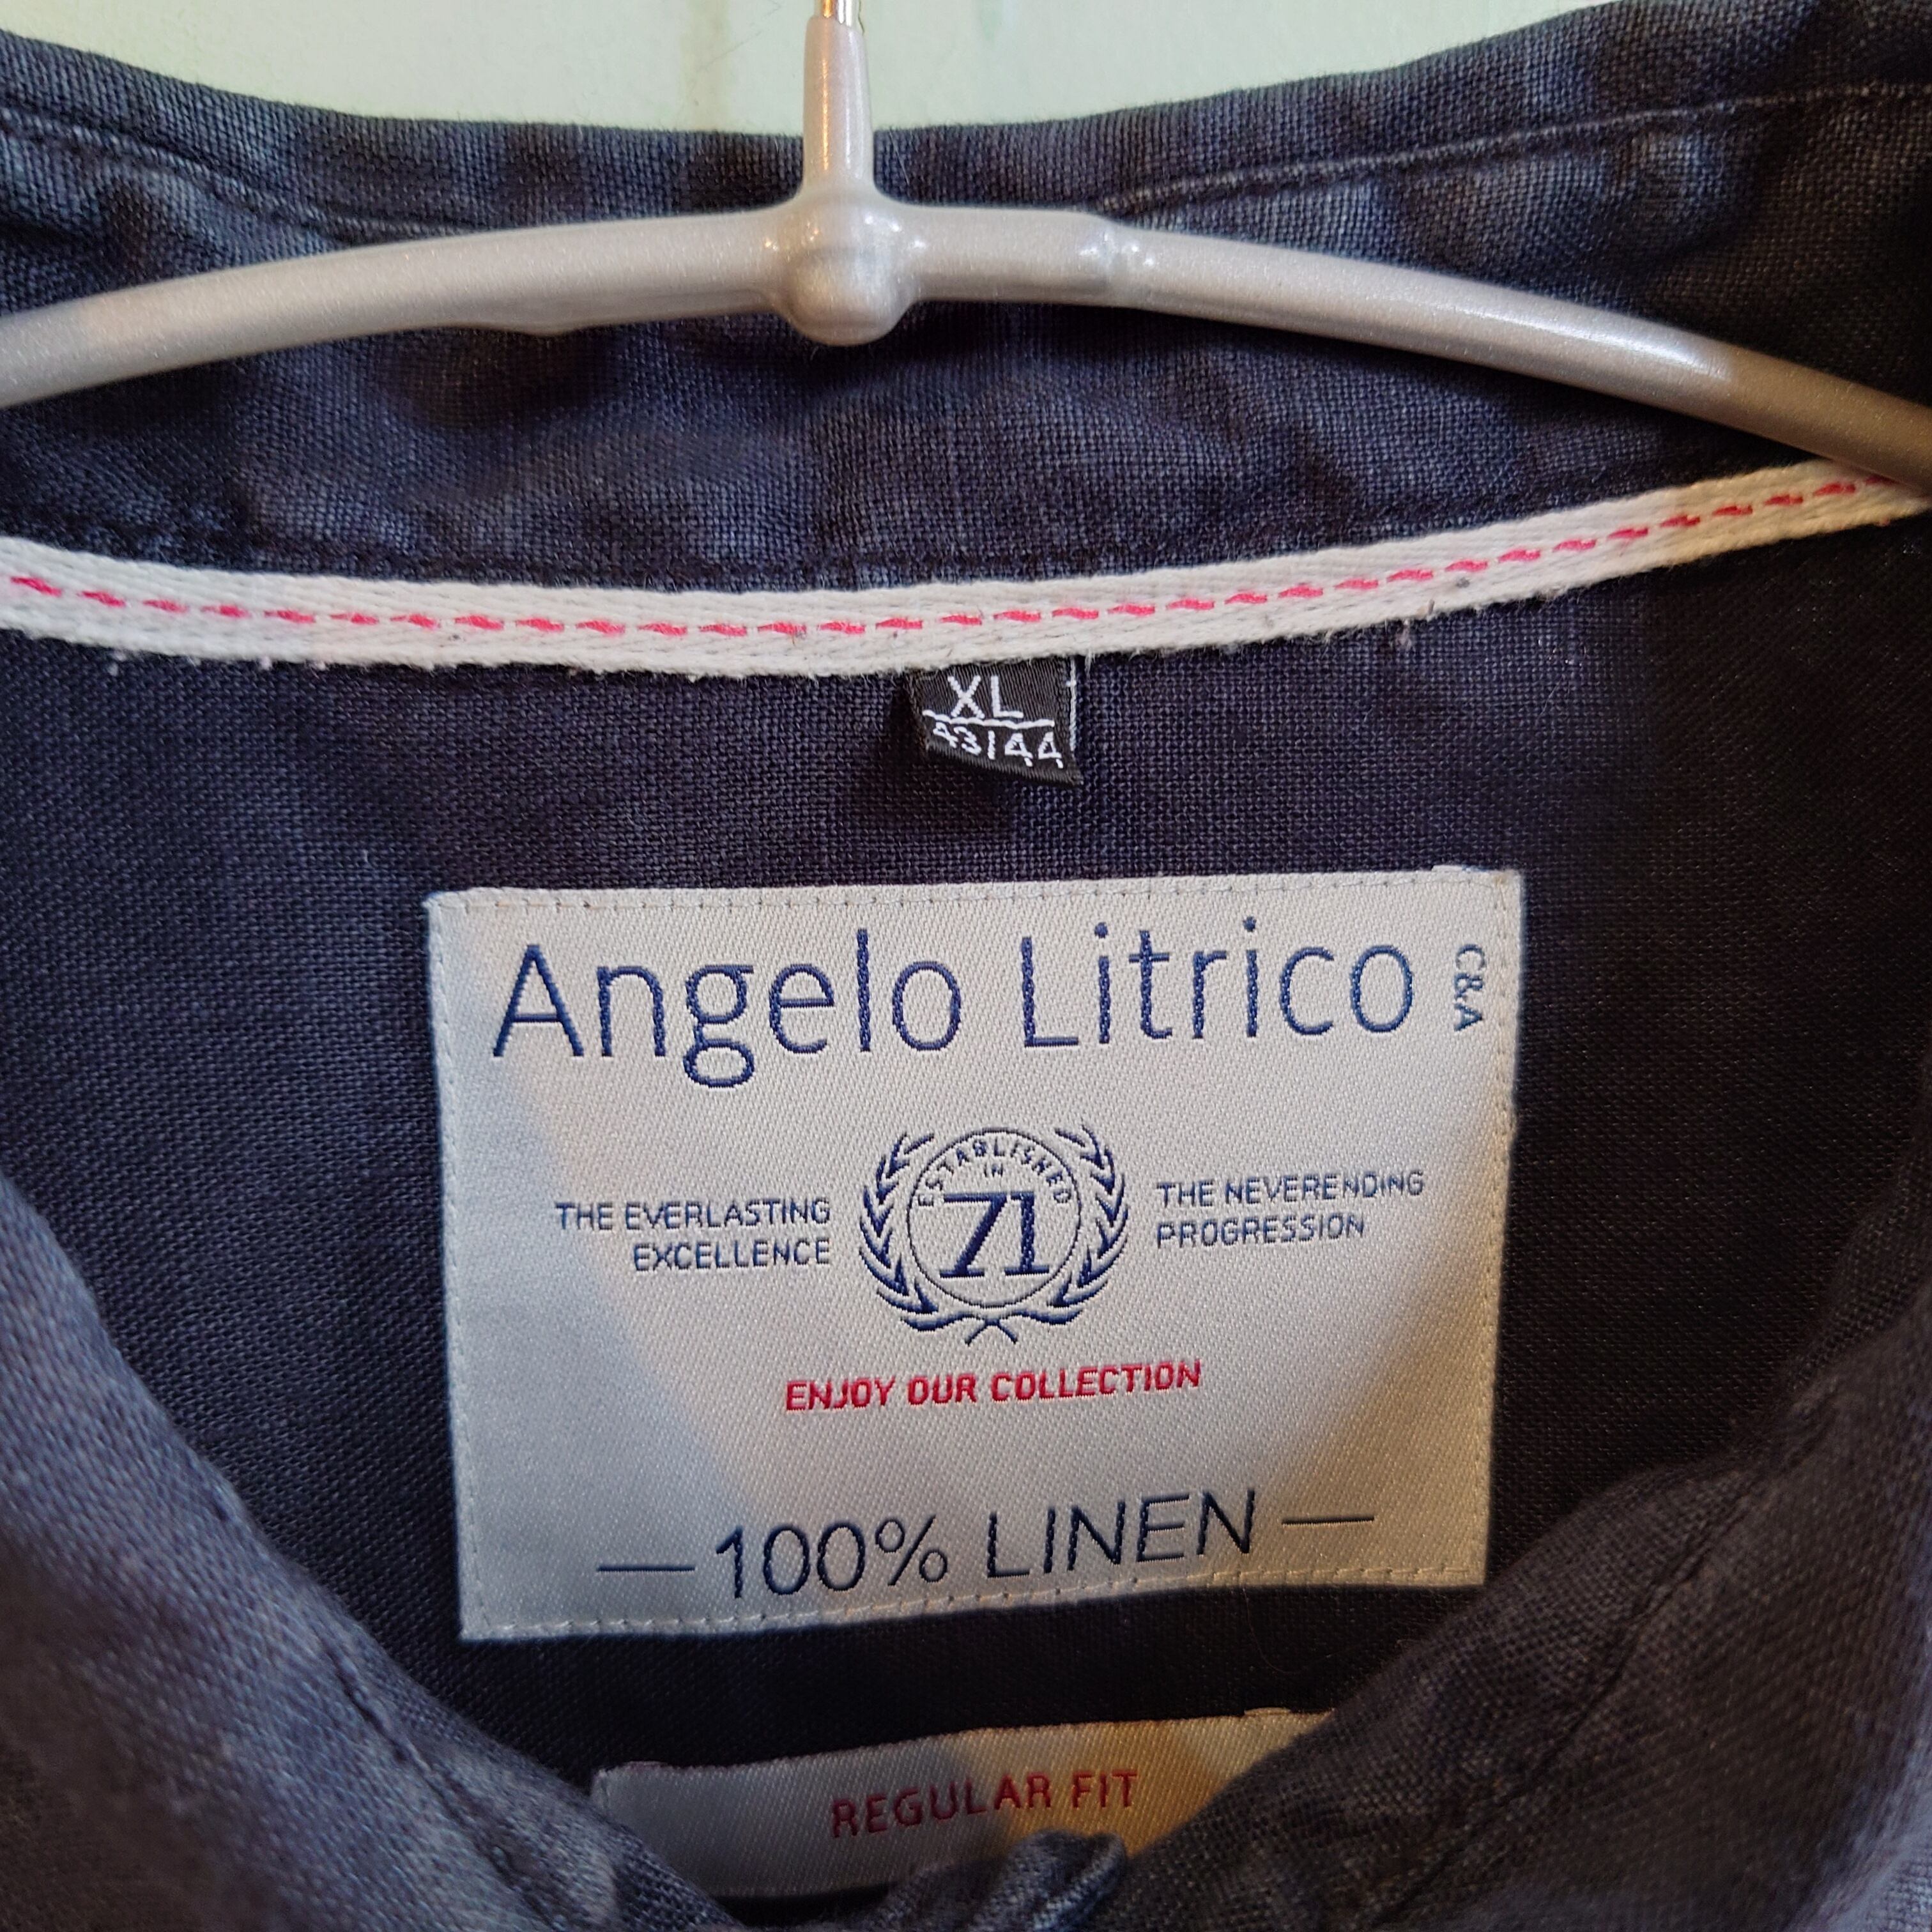 XL
43/44
Angelo Litrico
C&A
ESTABLISHED
IN
71
THE EVERLASTING
EXCELLENCE
THE NEVERENDING
PROGRESSION
ENJOY OUR COLLECTION
—100% LINEN—
REGULAR FIT